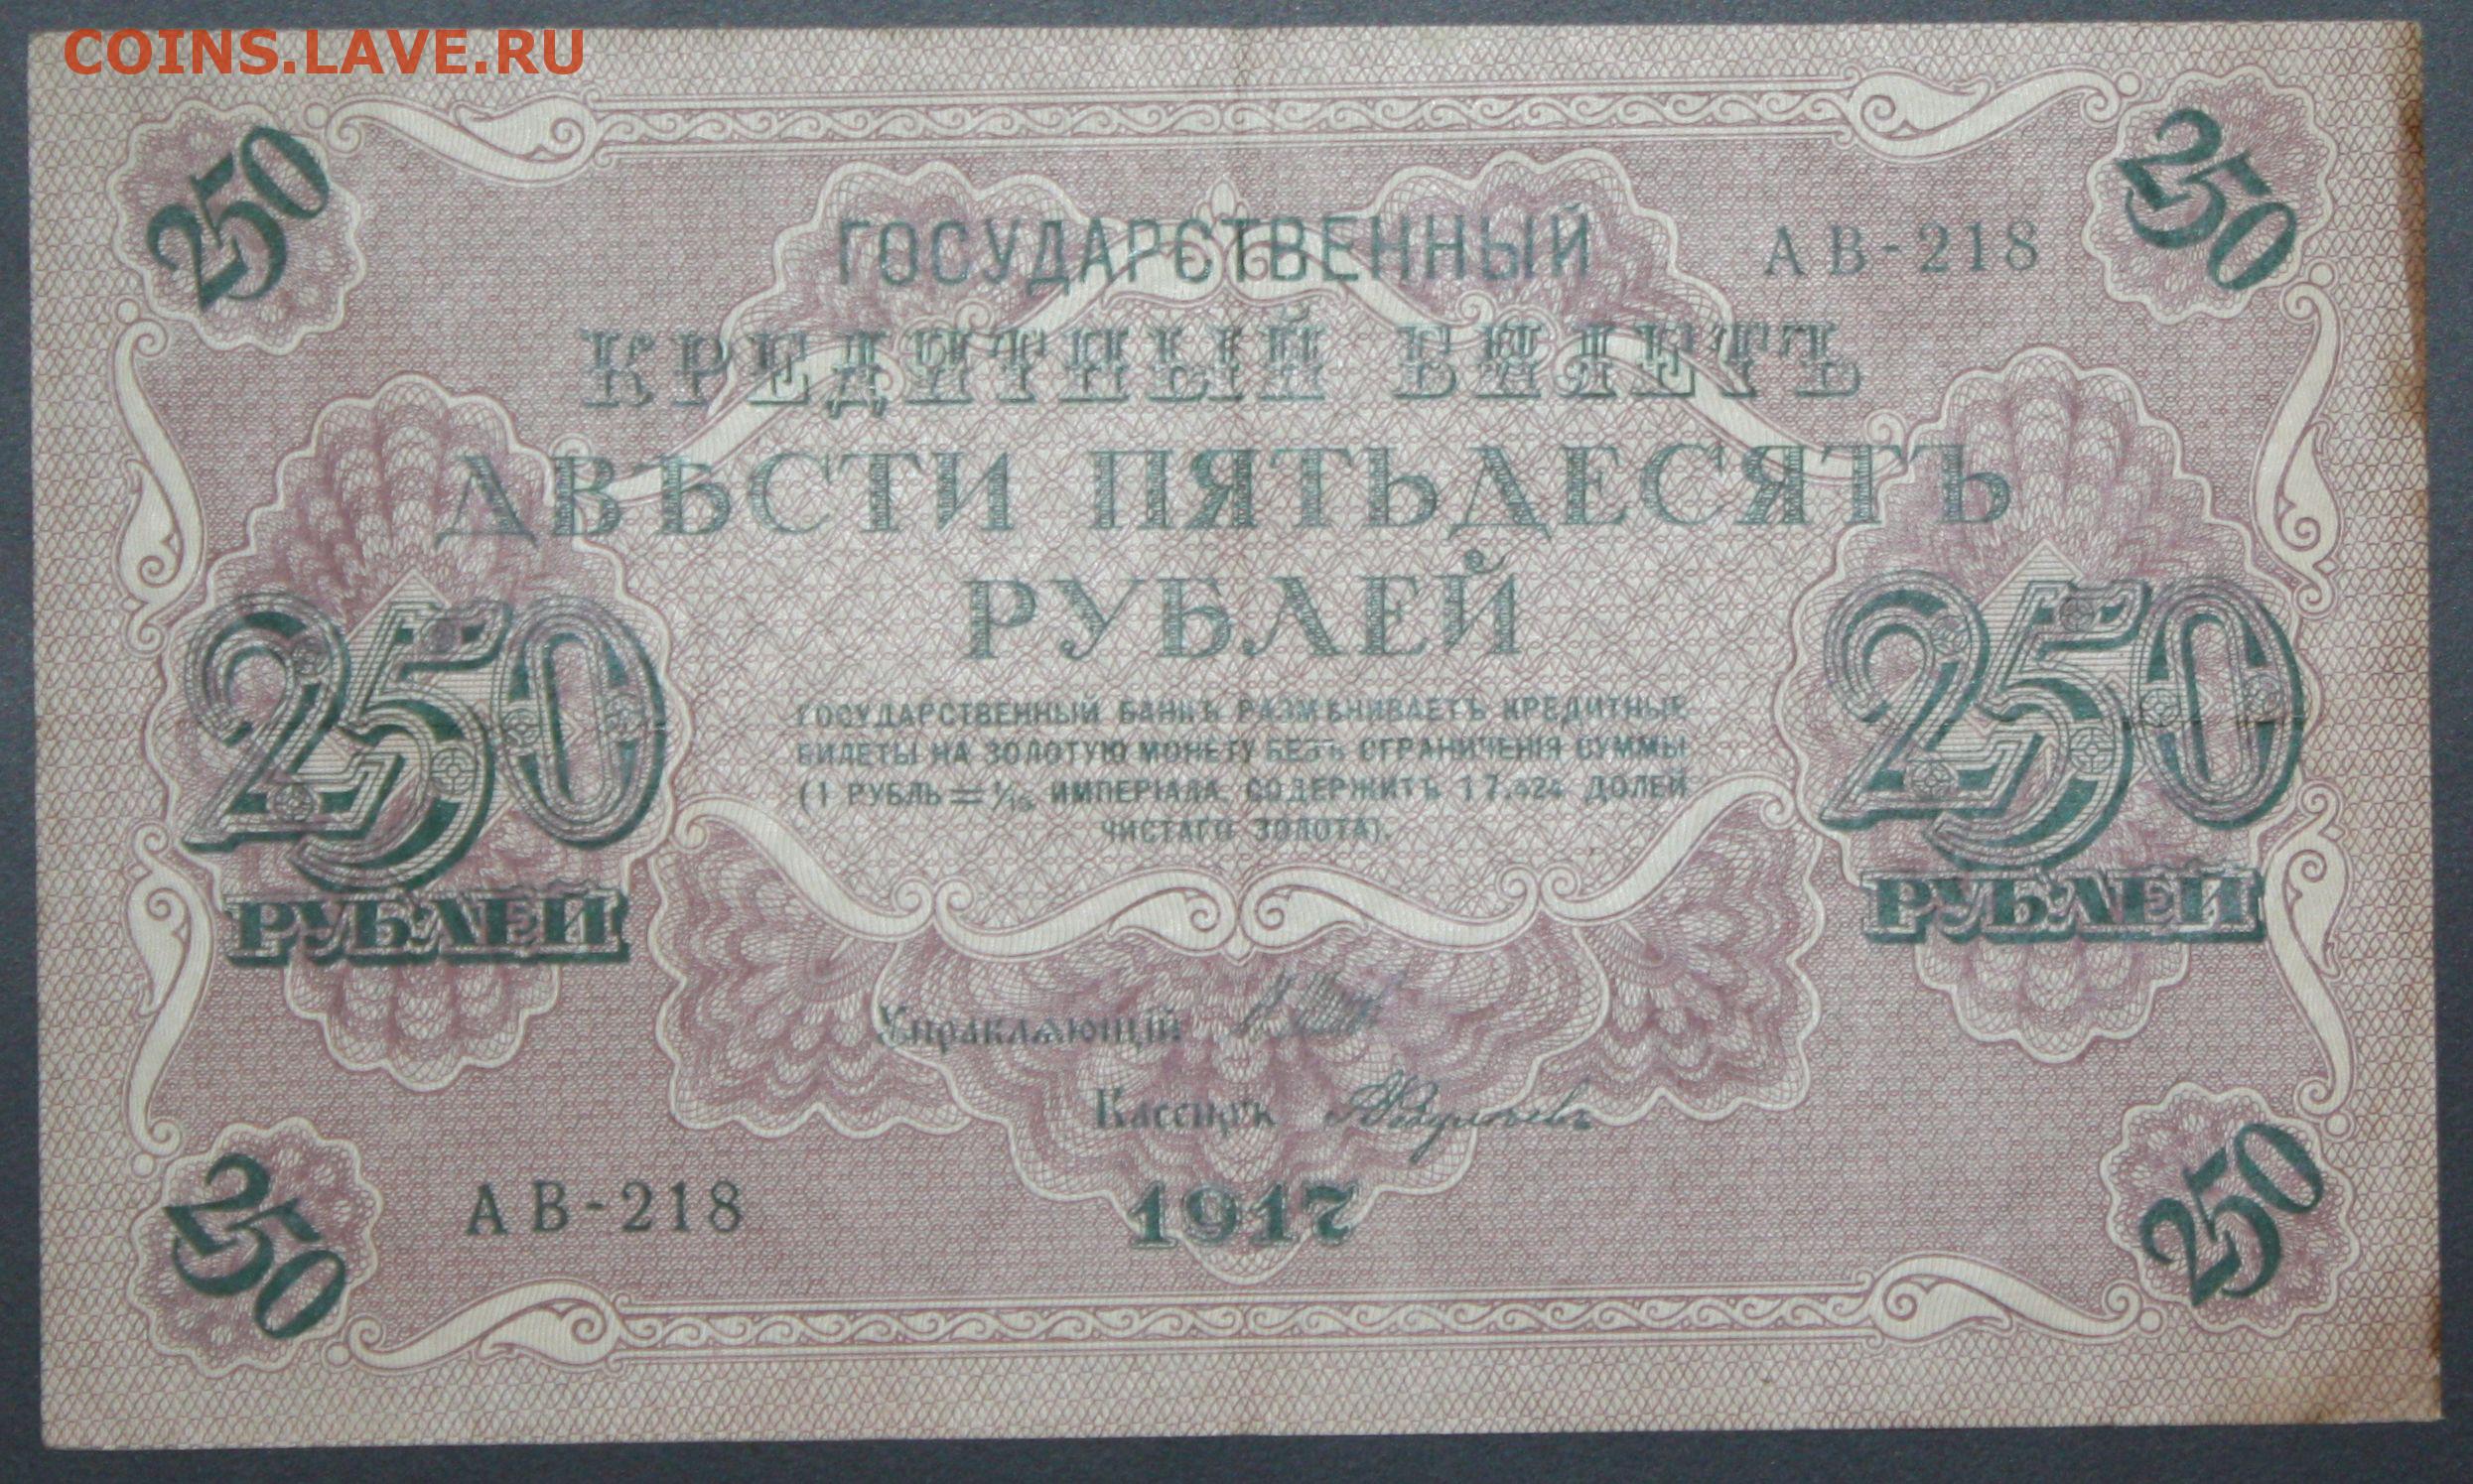 COINS.LAVE.RU
250
250
ГОСУДАРСТВЕННЫЙ
АВ-218
КРЕДИТНЫЙ БИЛЕТЪ
ДВѢСТИ ПЯТЬДЕСЯТЪ
РУБЛЕЙ
250
РУБЛЕЙ
250
РУБЛЕЙ
ГОСУДАРСТВЕННЫЙ БАНКЪ РАЗМѢНИВАЕТЪ КРЕДИТНЫЕ
БИЛЕТЫ НА ЗОЛОТУЮ МОНЕТУ БЕЗЪ ОГРАНИЧЕНІЯ СУММЫ
(1 РУБЛЬ = 1/15 ИМПЕРІАЛА, СОДЕРЖИТЪ 17,424 ДОЛЕЙ
ЧИСТАГО ЗОЛОТА).
Управляющій
Кассиръ
АВ-218
1917
250
250